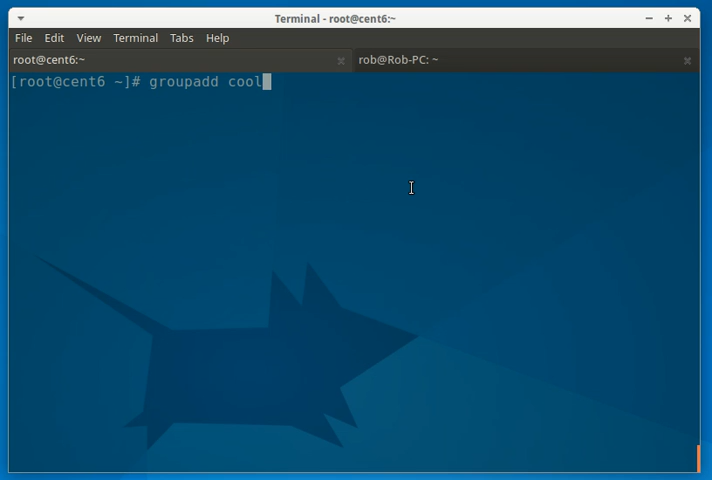 Terminal - root@cent6:~
File Edit View Terminal Tabs Help
root@cent6:~ rob@Rob-PC: ~
[root@cent6 ~]# groupadd cool